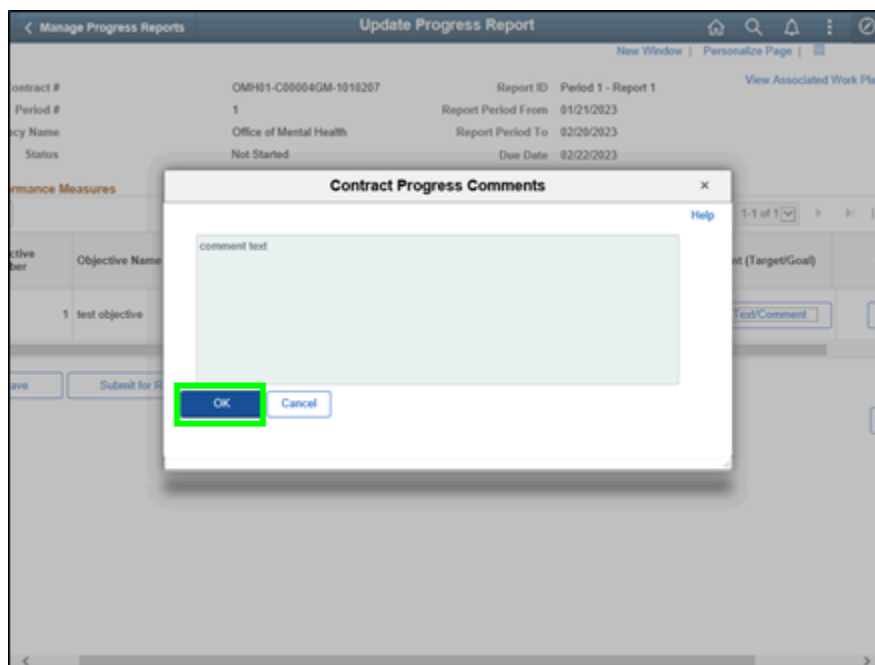 Manage Progress Reports
Update Progress Report
New Window | Personalize Page |
Contract #
OMH01-C00004GM-1010207
Report ID
Period 1 - Report 1
View Associated Work Pla
Period #
1
Report Period From
01/21/2023
ncy Name
Office of Mental Health
Report Period To
02/20/2023
Status
Not Started
Due Date
02/22/2023
rmance Measures
Contract Progress Comments
×
Help
1-1 of 1
ctive
ber
Objective Name
nt (Target/Goal)
comment text
1
test objective
Text/Comment
ave
Submit for R
OK
Cancel